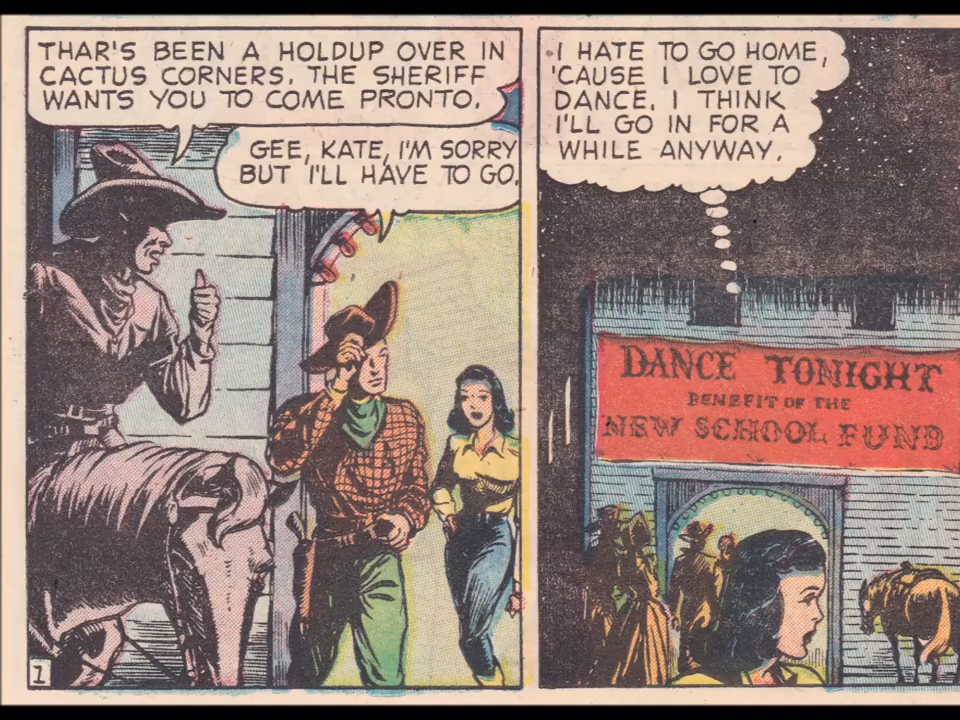 THAR'S BEEN A HOLDUP OVER IN
CACTUS CORNERS. THE SHERIFF
WANTS YOU TO COME PRONTO.
GEE, KATE, I'M SORRY
BUT I'LL HAVE TO GO.
I HATE TO GO HOME,
'CAUSE I LOVE TO
DANCE. I THINK
I'LL GO IN FOR A
WHILE ANYWAY.
DANCE TONIGHT
BENEFIT OF THE
NEW SCHOOL FUND
1